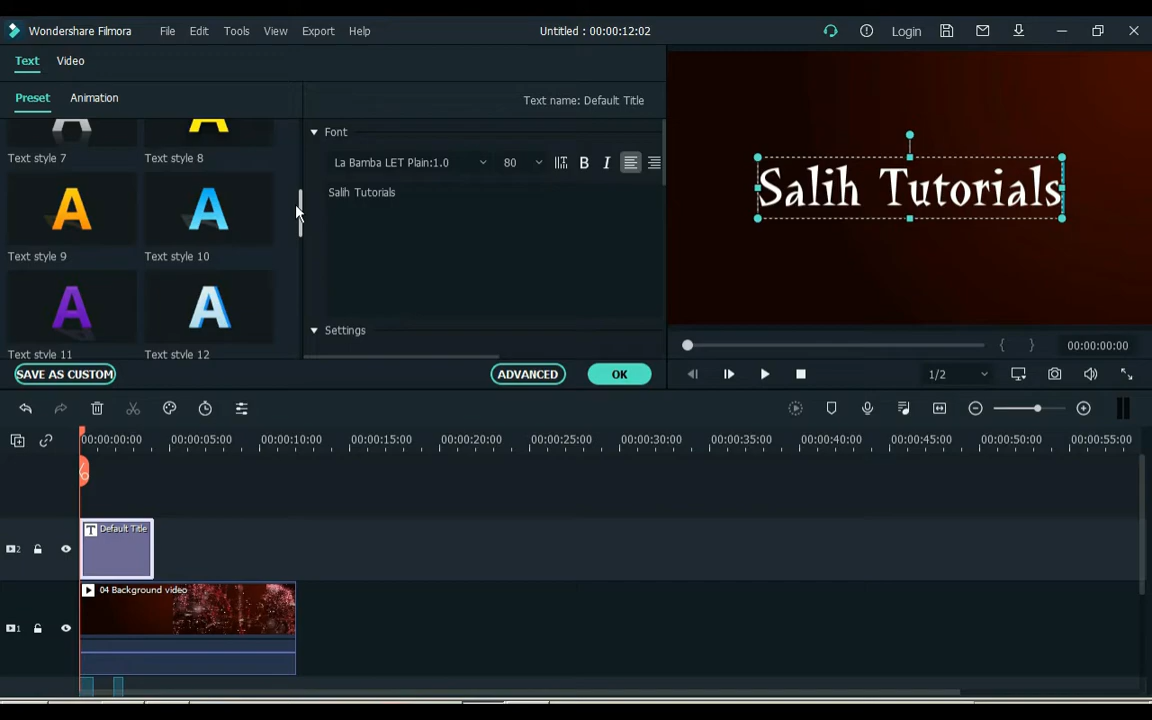 Wondershare Filmora File Edit Tools View Export Help Untitled : 00:00:12:02 Login
Text Video
Preset Animation Text name: Default Title
Font
La Bamba LET Plain:1.0 80 B I
Salih Tutorials
Text style 7 Text style 8
Text style 9 Text style 10
Text style 11 Text style 12
Settings
SAVE AS CUSTOM ADVANCED OK
Salih Tutorials
{ } 00:00:00:00
1/2
00:00:00:00 00:00:05:00 00:00:10:00 00:00:15:00 00:00:20:00 00:00:25:00 00:00:30:00 00:00:35:00 00:00:40:00 00:00:45:00 00:00:50:00 00:00:55:00
T Default Title
2
04 Background video
1